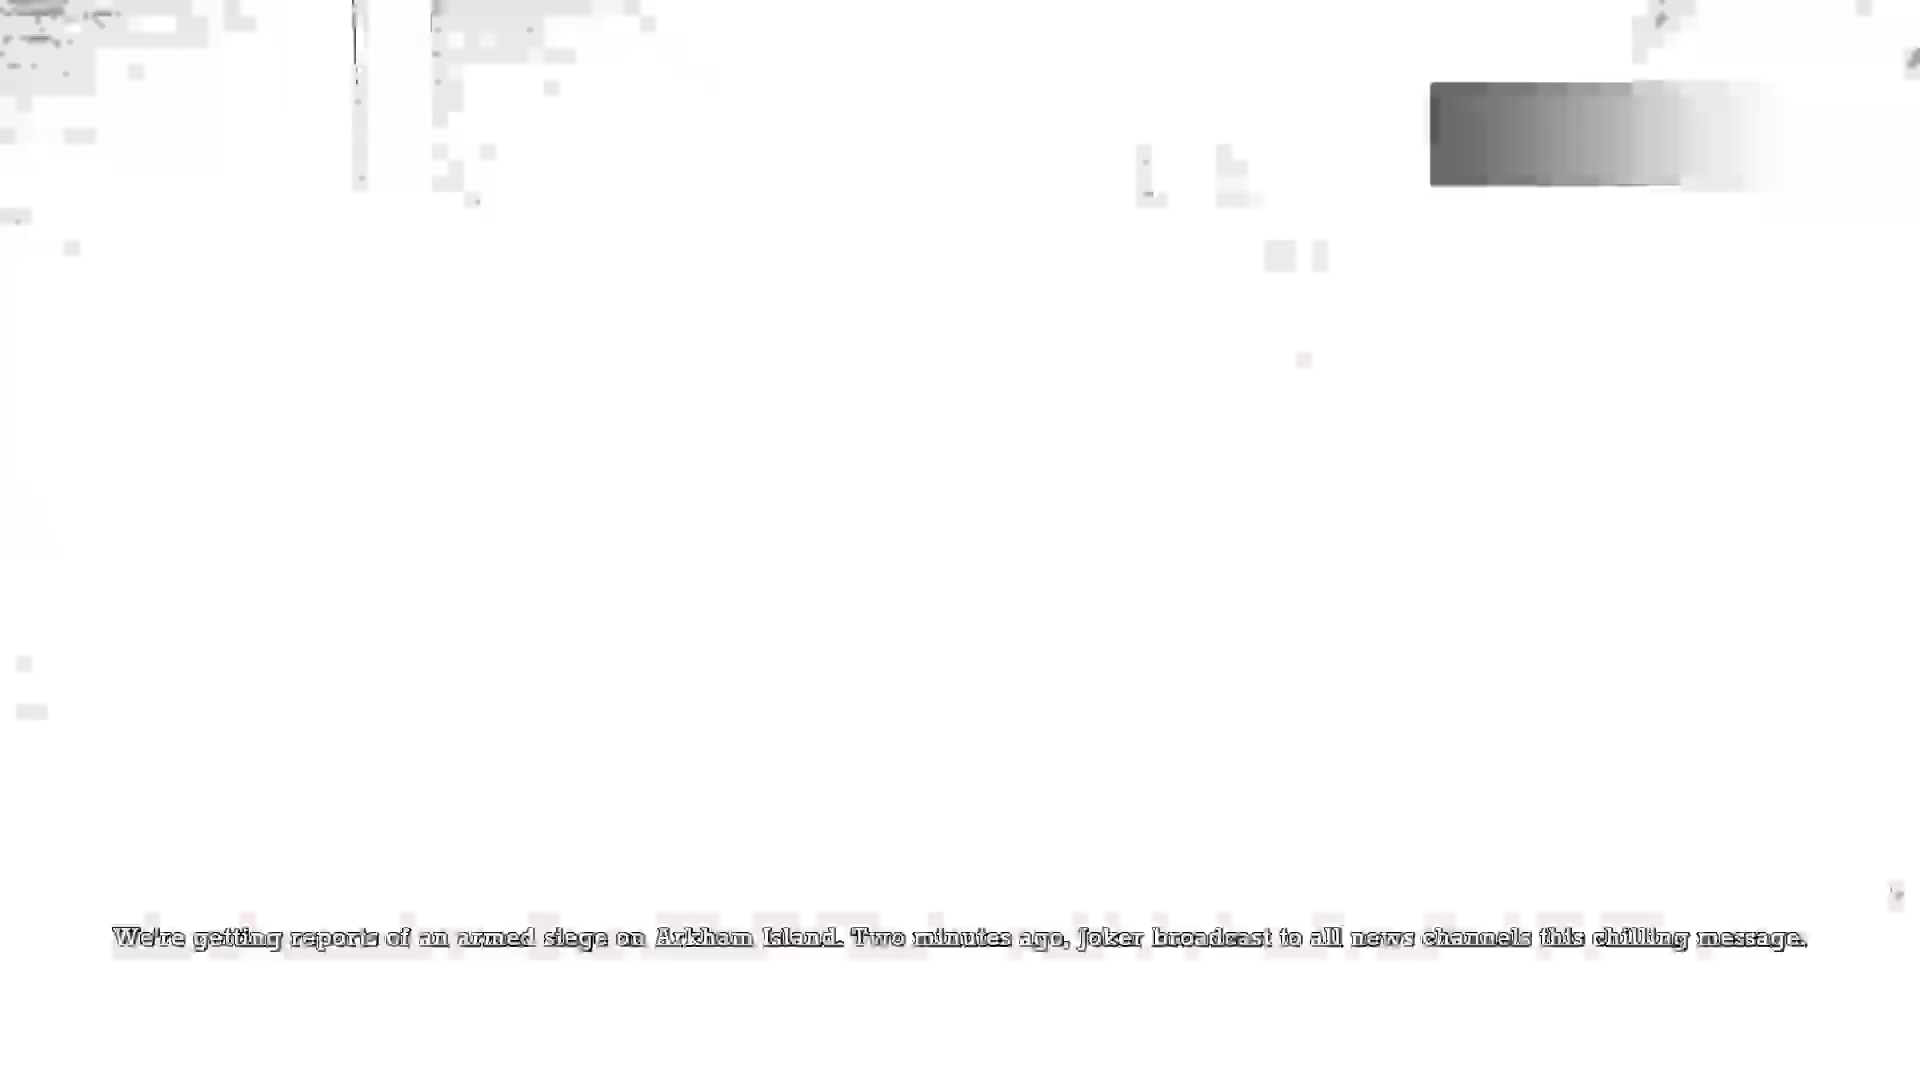 We're getting reports of an armed siege on Arkham Island. Two minutes ago, Joker broadcast to all news channels this chilling message.